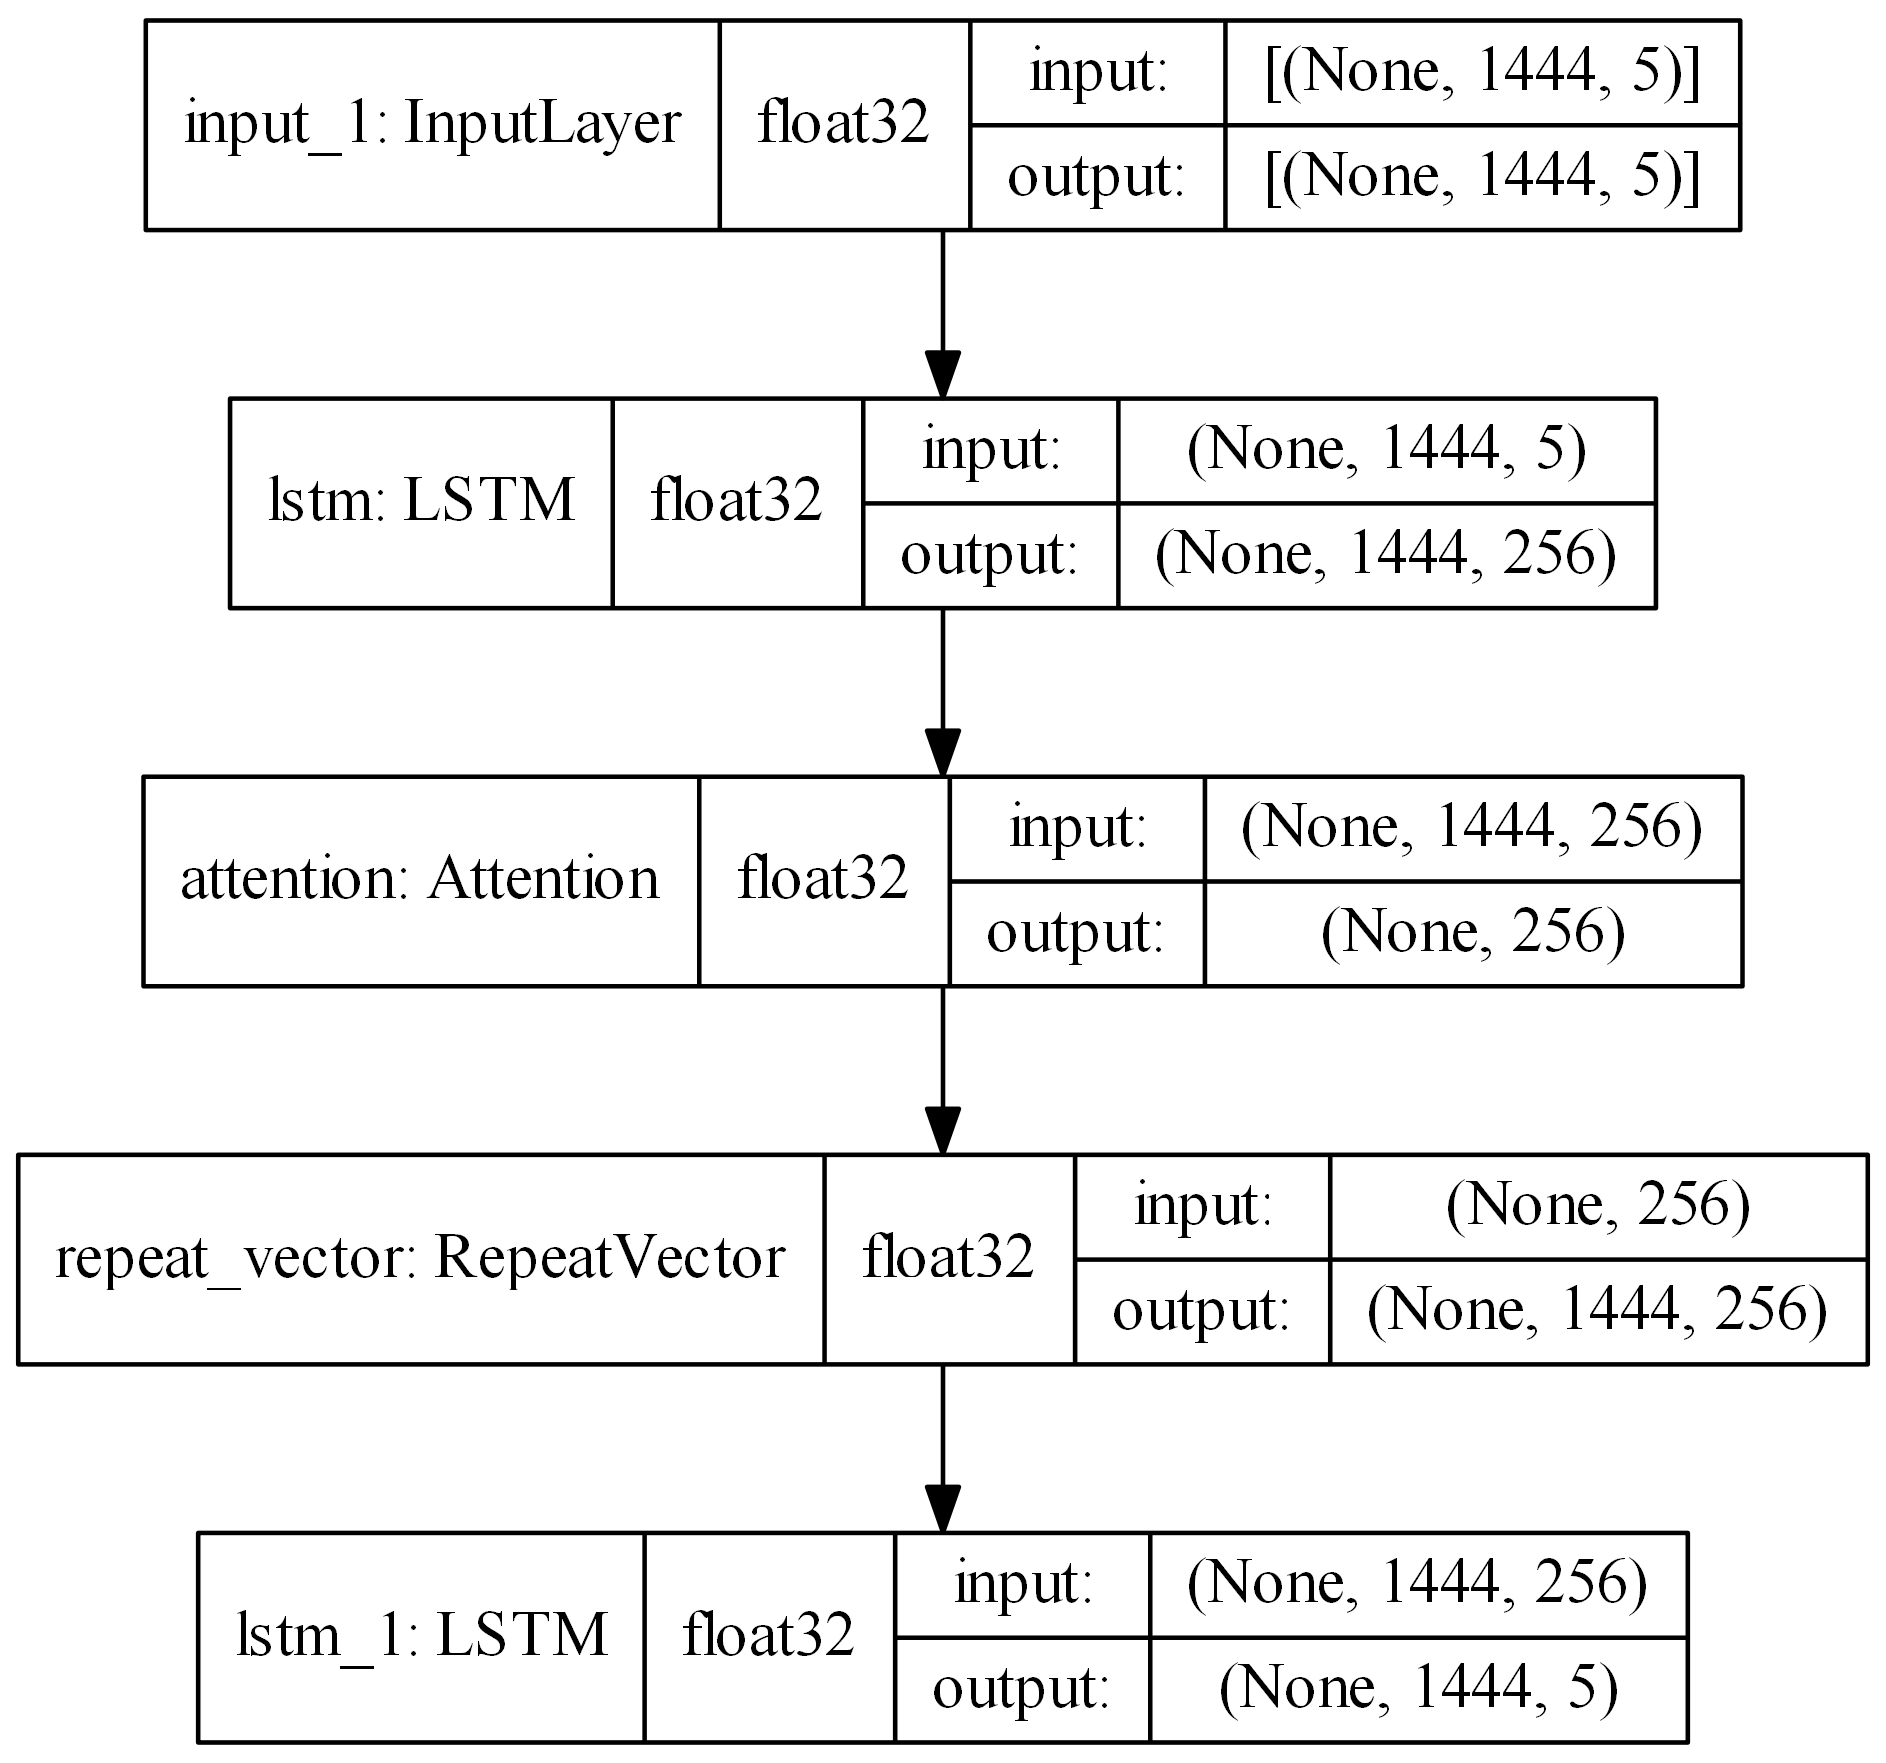 input_1: InputLayer float32 input: [(None, 1444, 5)]
output: [(None, 1444, 5)]
lstm: LSTM float32 input: (None, 1444, 5)
output: (None, 1444, 256)
attention: Attention float32 input: (None, 1444, 256)
output: (None, 256)
repeat_vector: RepeatVector float32 input: (None, 256)
output: (None, 1444, 256)
lstm_1: LSTM float32 input: (None, 1444, 256)
output: (None, 1444, 5)